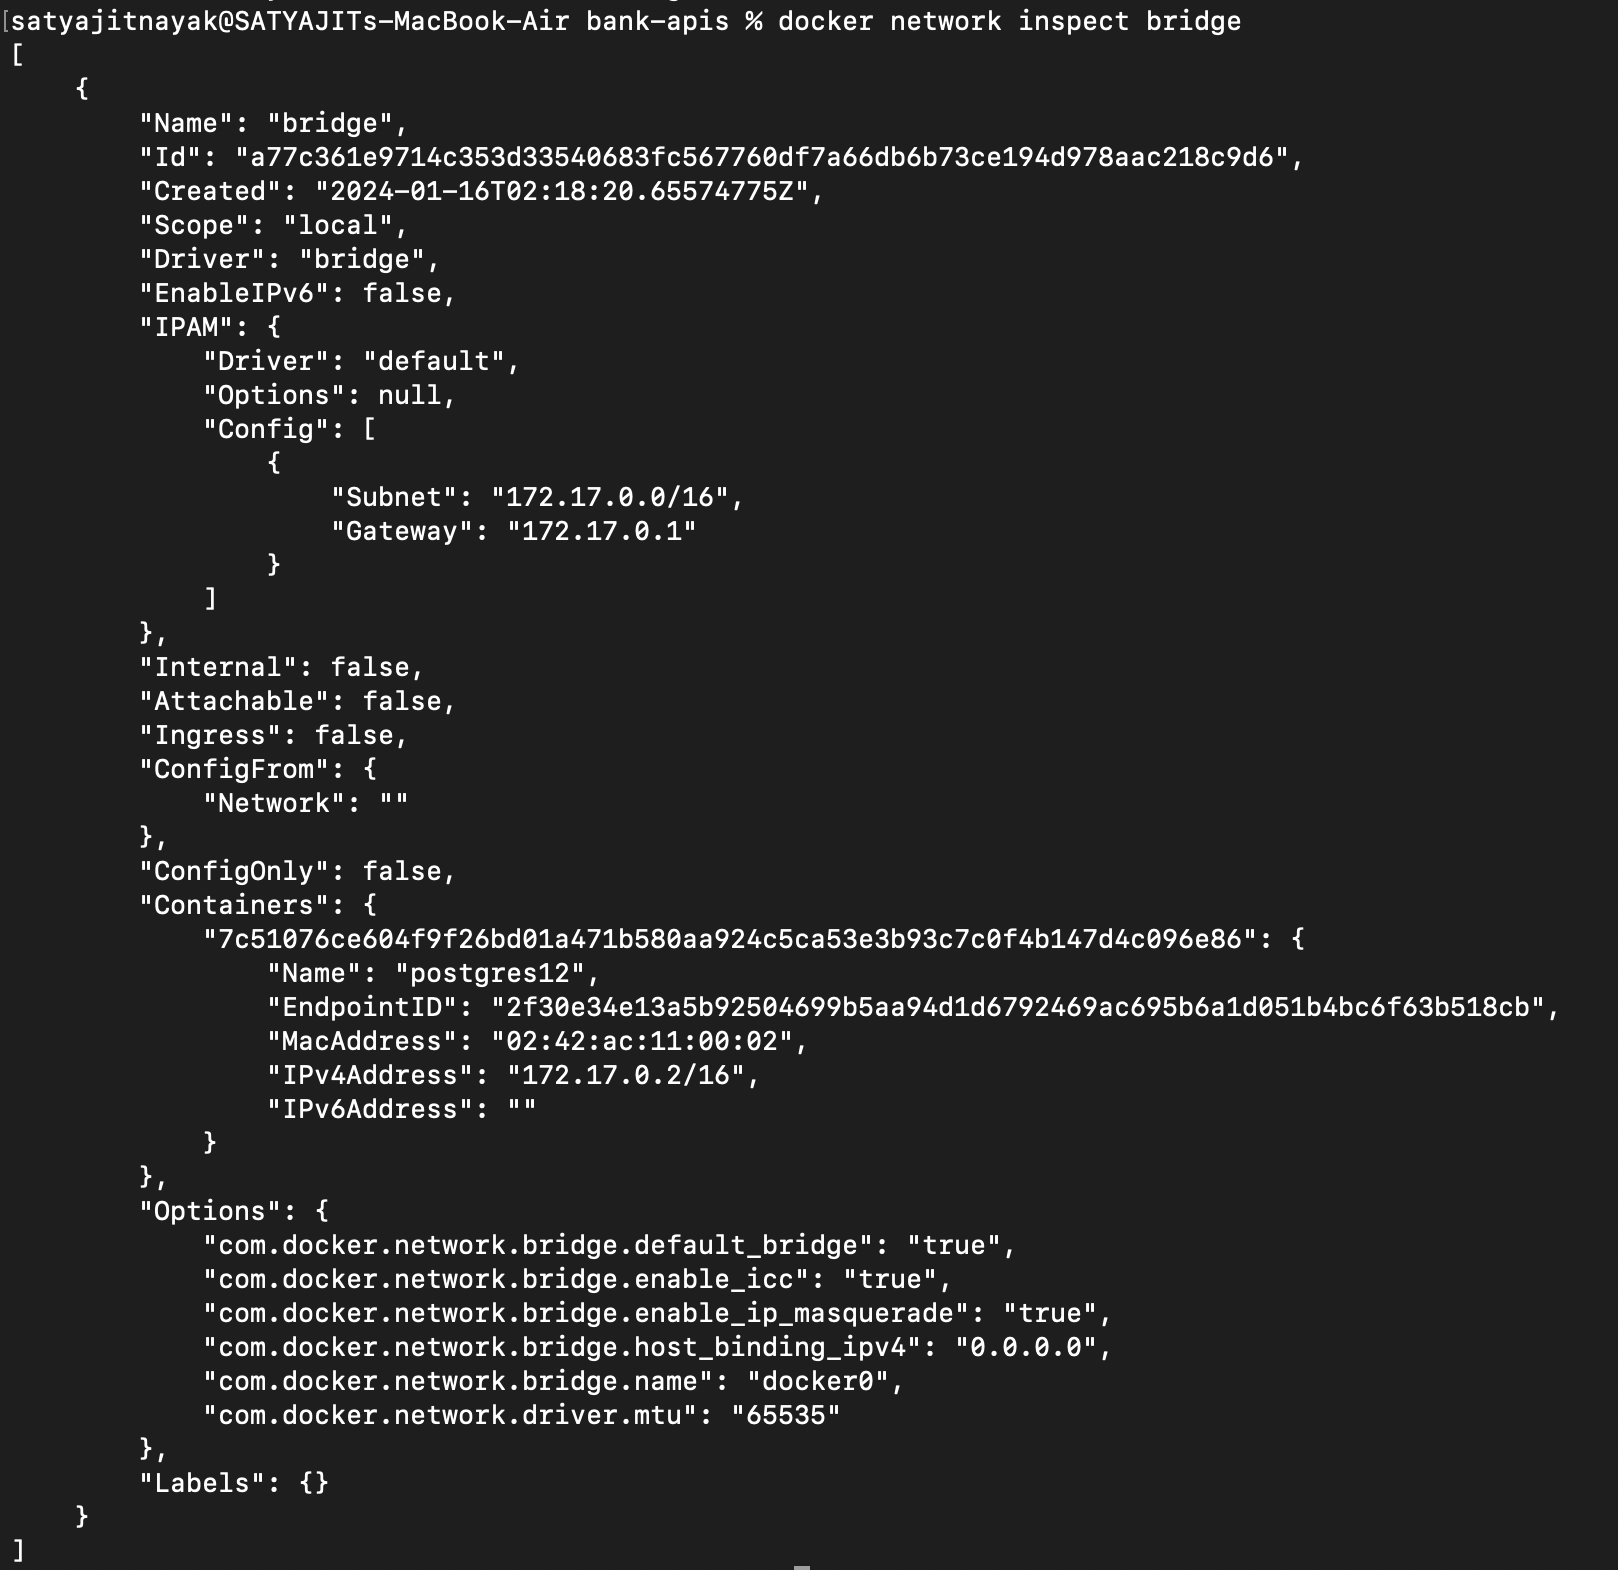 [satyajitnayak@SATYAJITs-MacBook-Air bank-apis % docker network inspect bridge
[
    {
        "Name": "bridge",
        "Id": "a77c361e9714c353d33540683fc567760df7a66db6b73ce194d978aac218c9d6",
        "Created": "2024-01-16T02:18:20.65574775Z",
        "Scope": "local",
        "Driver": "bridge",
        "EnableIPv6": false,
        "IPAM": {
            "Driver": "default",
            "Options": null,
            "Config": [
                {
                    "Subnet": "172.17.0.0/16",
                    "Gateway": "172.17.0.1"
                }
            ]
        },
        "Internal": false,
        "Attachable": false,
        "Ingress": false,
        "ConfigFrom": {
            "Network": ""
        },
        "ConfigOnly": false,
        "Containers": {
            "7c51076ce604f9f26bd01a471b580aa924c5ca53e3b93c7c0f4b147d4c096e86": {
                "Name": "postgres12",
                "EndpointID": "2f30e34e13a5b92504699b5aa94d1d6792469ac695b6a1d051b4bc6f63b518cb",
                "MacAddress": "02:42:ac:11:00:02",
                "IPv4Address": "172.17.0.2/16",
                "IPv6Address": ""
            }
        },
        "Options": {
            "com.docker.network.bridge.default_bridge": "true",
            "com.docker.network.bridge.enable_icc": "true",
            "com.docker.network.bridge.enable_ip_masquerade": "true",
            "com.docker.network.bridge.host_binding_ipv4": "0.0.0.0",
            "com.docker.network.bridge.name": "docker0",
            "com.docker.network.driver.mtu": "65535"
        },
        "Labels": {}
    }
]